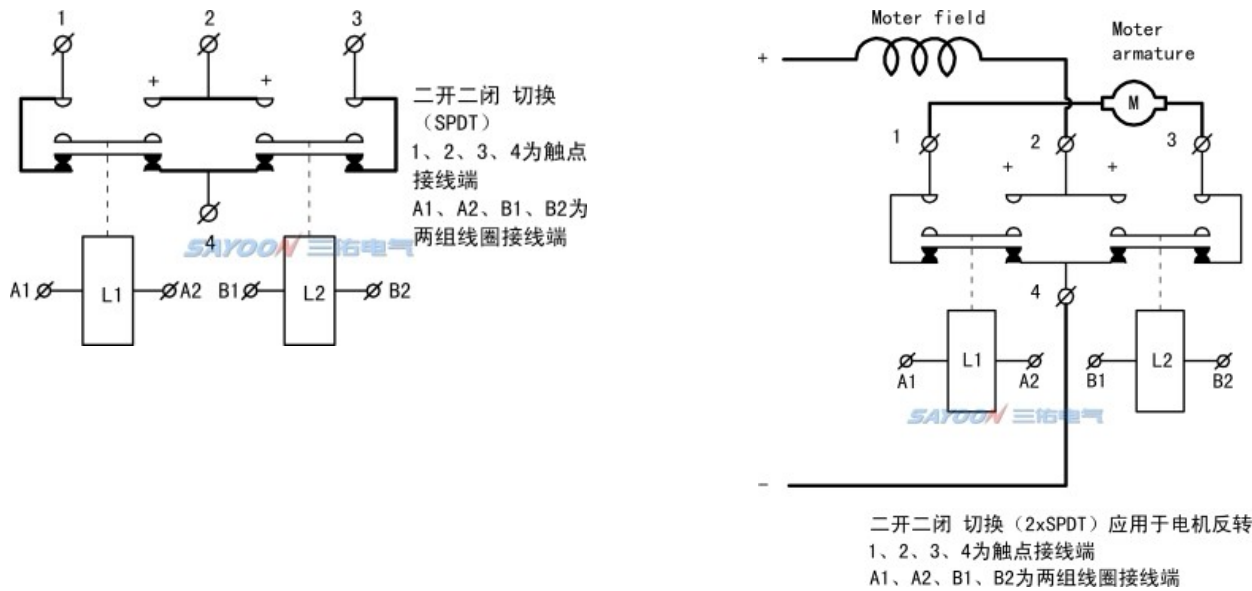 1
2
3
+
+
二开二闭 切换
(SPDT)
1、2、3、4为触点
接线端
A1、A2、B1、B2为
两组线圈接线端
4
SAYOON 三佑电气
A1
L1
A2
B1
L2
B2
Moter field
Moter
armature
+
M
1
2
3
+
+
4
L1
L2
A1
A2
B1
B2
SAYOON 三佑电气
-
二开二闭 切换（2xSPDT）应用于电机反转
1、2、3、4为触点接线端
A1、A2、B1、B2为两组线圈接线端